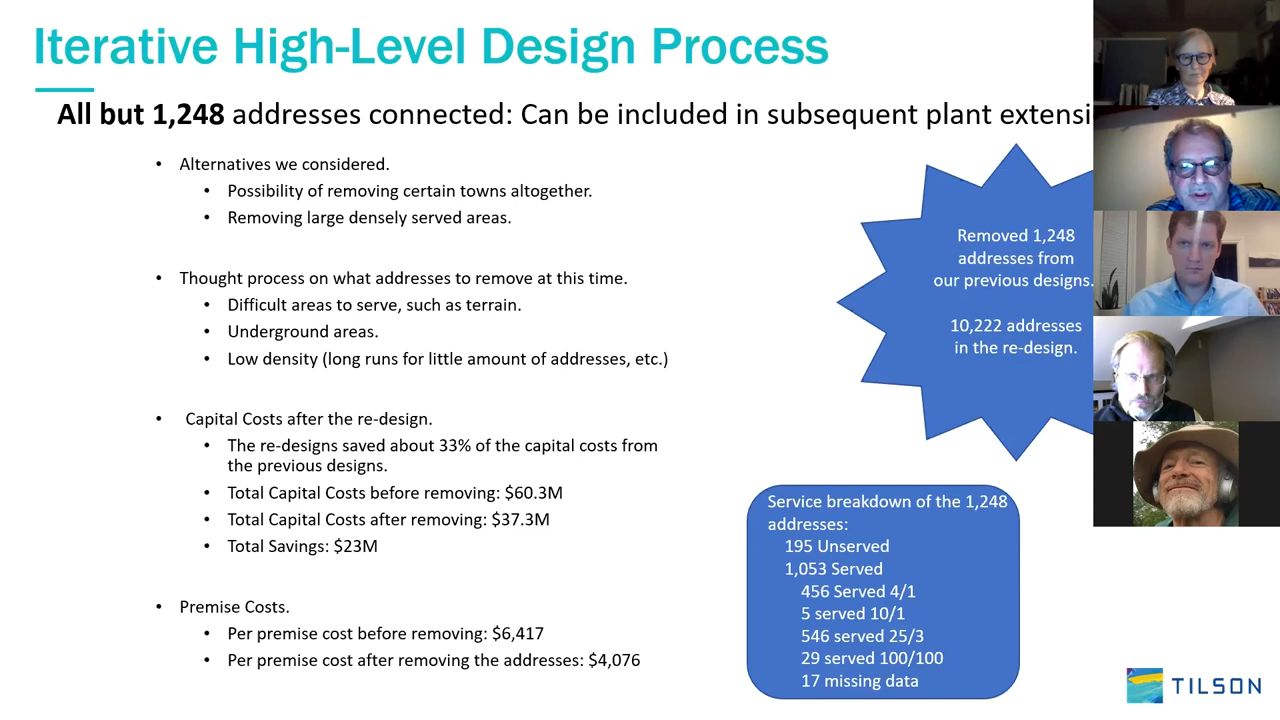 Iterative High-Level Design Process
All but 1,248 addresses connected: Can be included in subsequent plant extensi
• Alternatives we considered.
• Possibility of removing certain towns altogether.
• Removing large densely served areas.
• Thought process on what addresses to remove at this time.
• Difficult areas to serve, such as terrain.
• Underground areas.
• Low density (long runs for little amount of addresses, etc.)
• Capital Costs after the re-design.
• The re-designs saved about 33% of the capital costs from
the previous designs.
• Total Capital Costs before removing: $60.3M
• Total Capital Costs after removing: $37.3M
• Total Savings: $23M
• Premise Costs.
• Per premise cost before removing: $6,417
• Per premise cost after removing the addresses: $4,076
Removed 1,248
addresses from
our previous designs.
10,222 addresses
in the re-design.
Service breakdown of the 1,248
addresses:
195 Unserved
1,053 Served
456 Served 4/1
5 served 10/1
546 served 25/3
29 served 100/100
17 missing data
TILSON